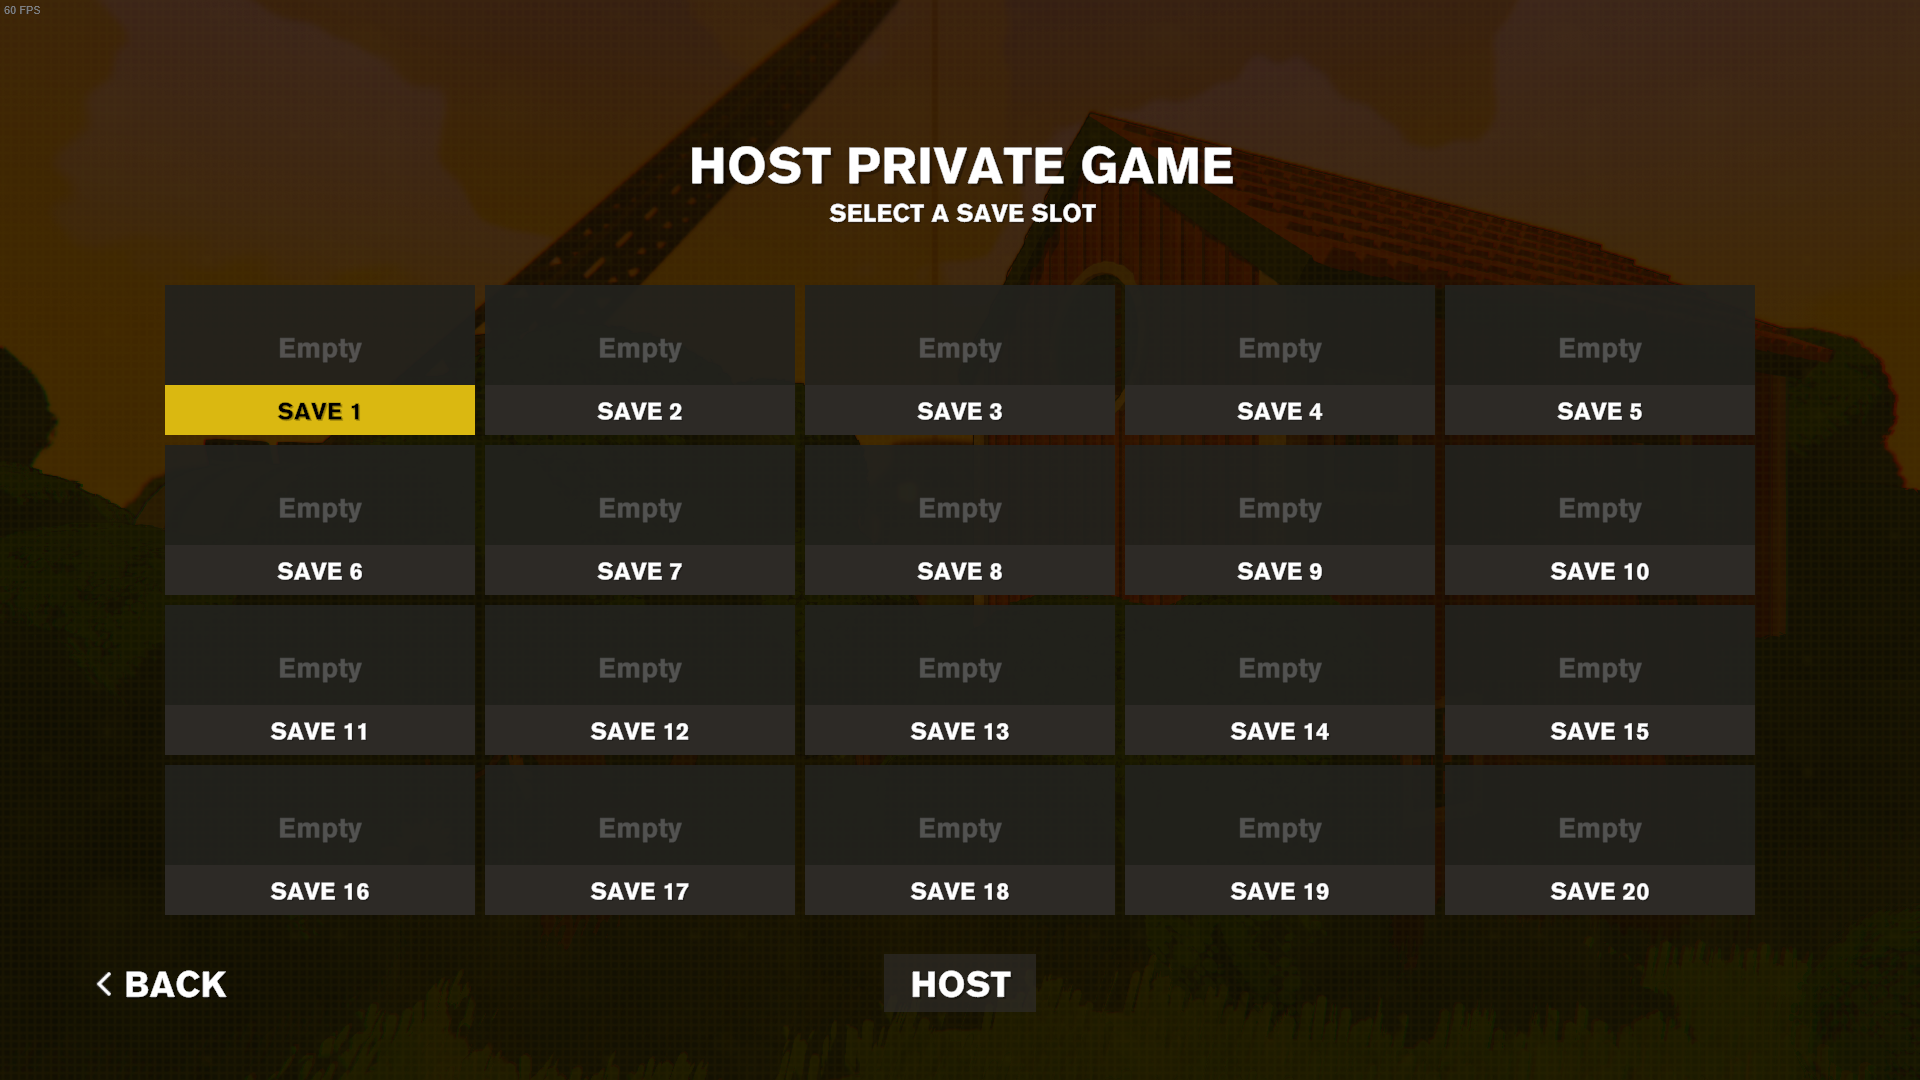 60 FPS
HOST PRIVATE GAME
SELECT A SAVE SLOT
Empty Empty Empty Empty Empty
SAVE 1 SAVE 2 SAVE 3 SAVE 4 SAVE 5
Empty Empty Empty Empty Empty
SAVE 6 SAVE 7 SAVE 8 SAVE 9 SAVE 10
Empty Empty Empty Empty Empty
SAVE 11 SAVE 12 SAVE 13 SAVE 14 SAVE 15
Empty Empty Empty Empty Empty
SAVE 16 SAVE 17 SAVE 18 SAVE 19 SAVE 20
< BACK HOST